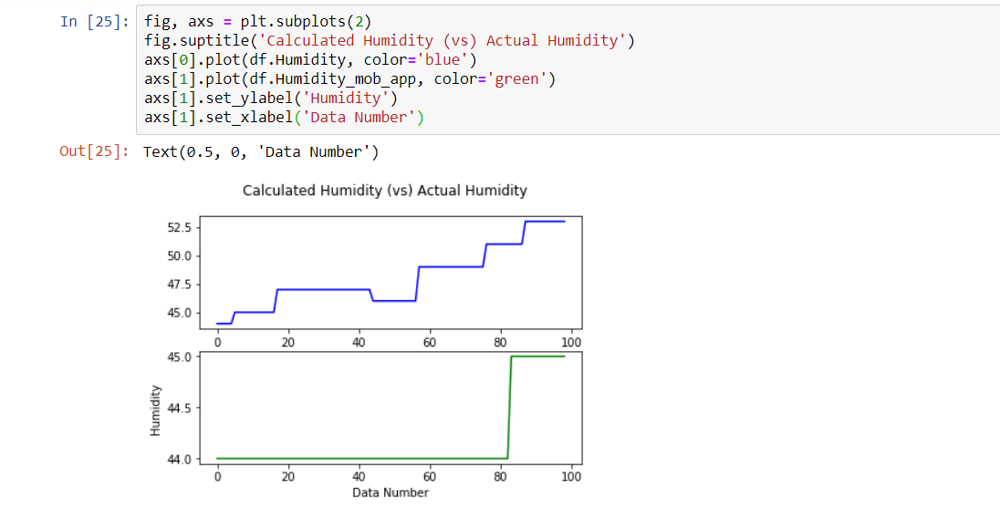 In [25]: fig, axs = plt.subplots(2)
fig.suptitle('Calculated Humidity (vs) Actual Humidity')
axs[0].plot(df.Humidity, color='blue')
axs[1].plot(df.Humidity_mob_app, color='green')
axs[1].set_ylabel('Humidity')
axs[1].set_xlabel('Data Number')
Out[25]: Text(0.5, 0, 'Data Number')
Calculated Humidity (vs) Actual Humidity
52.5
50.0
47.5
45.0
0 20 40 60 80 100
45.0
44.5
44.0
Humidity
0 20 40 60 80 100
Data Number